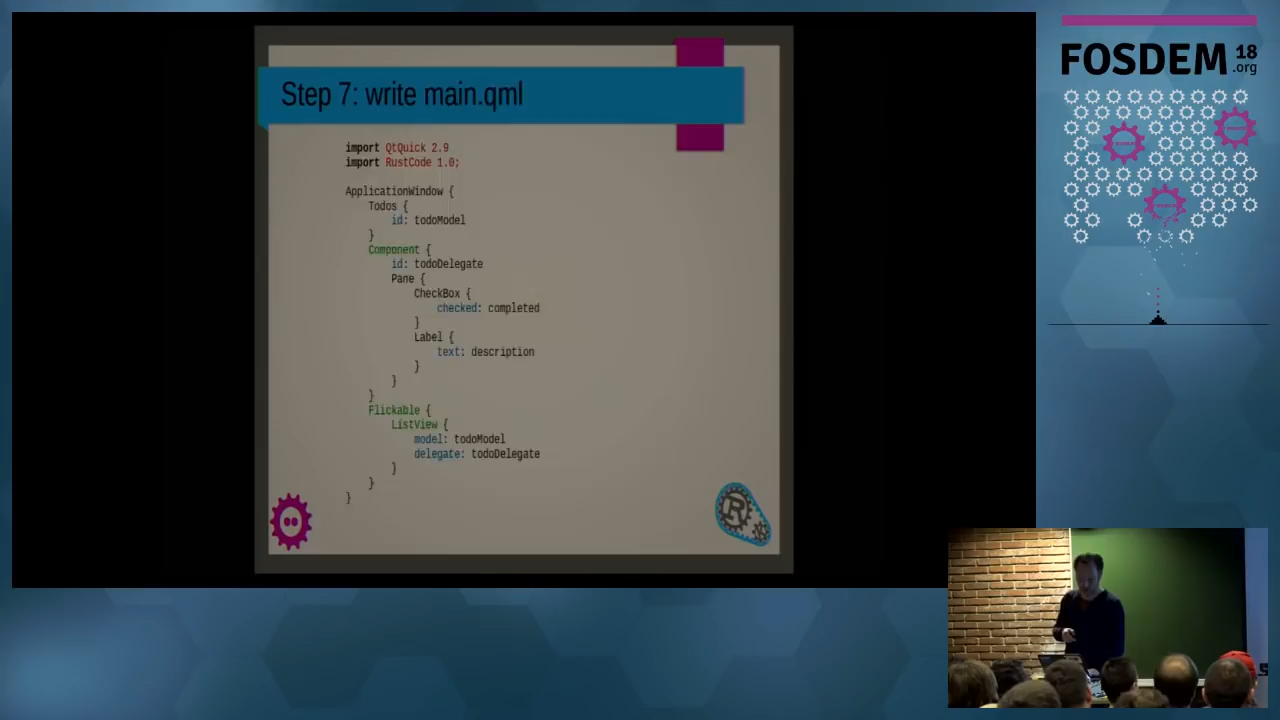 Step 7: write main.qml
import QtQuick 2.9
import RustCode 1.0;
ApplicationWindow {
Todos {
id: todoModel
}
Component {
id: todoDelegate
Pane {
CheckBox {
checked: completed
}
Label {
text: description
}
}
}
Flickable {
ListView {
model: todoModel
delegate: todoDelegate
}
}
}
R
FOSDEM 18
.org